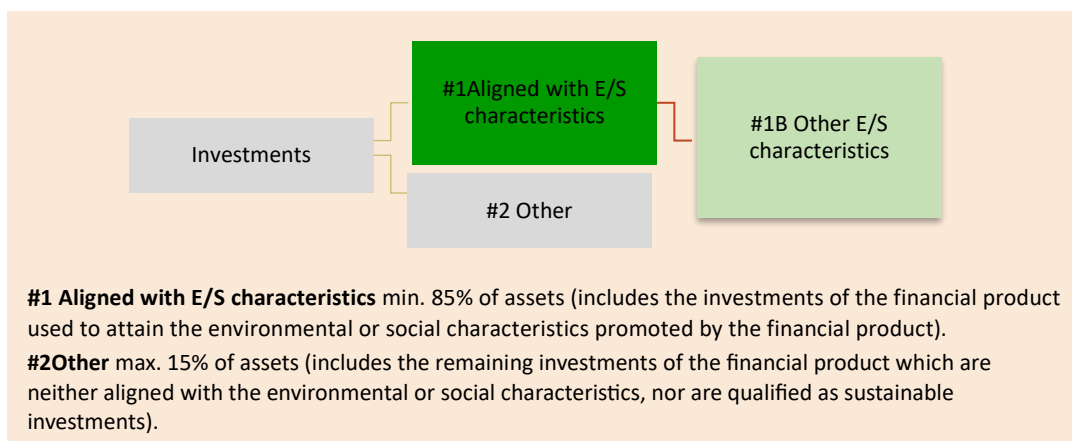 #1Aligned with E/S
characteristics
#1B Other E/S
characteristics
Investments
#2 Other
#1 Aligned with E/S characteristics min. 85% of assets (includes the investments of the financial product
used to attain the environmental or social characteristics promoted by the financial product).
#2Other max. 15% of assets (includes the remaining investments of the financial product which are
neither aligned with the environmental or social characteristics, nor are qualified as sustainable
investments).